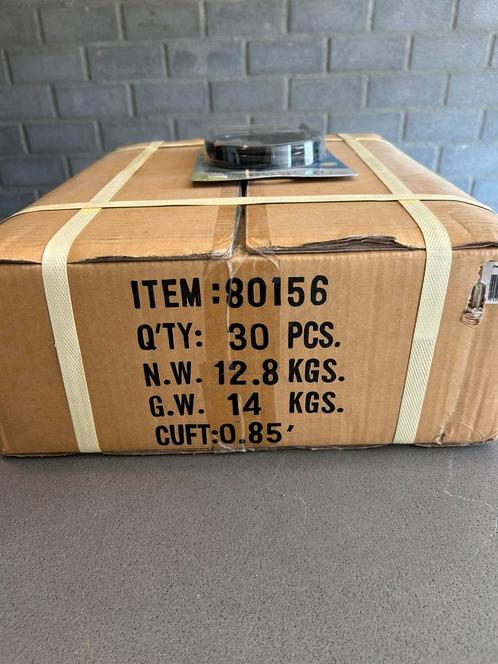 ITEM:80156
Q'TY: 30 PCS.
N.W. 12.8 KGS.
G.W. 14 KGS.
CUFT:0.85'